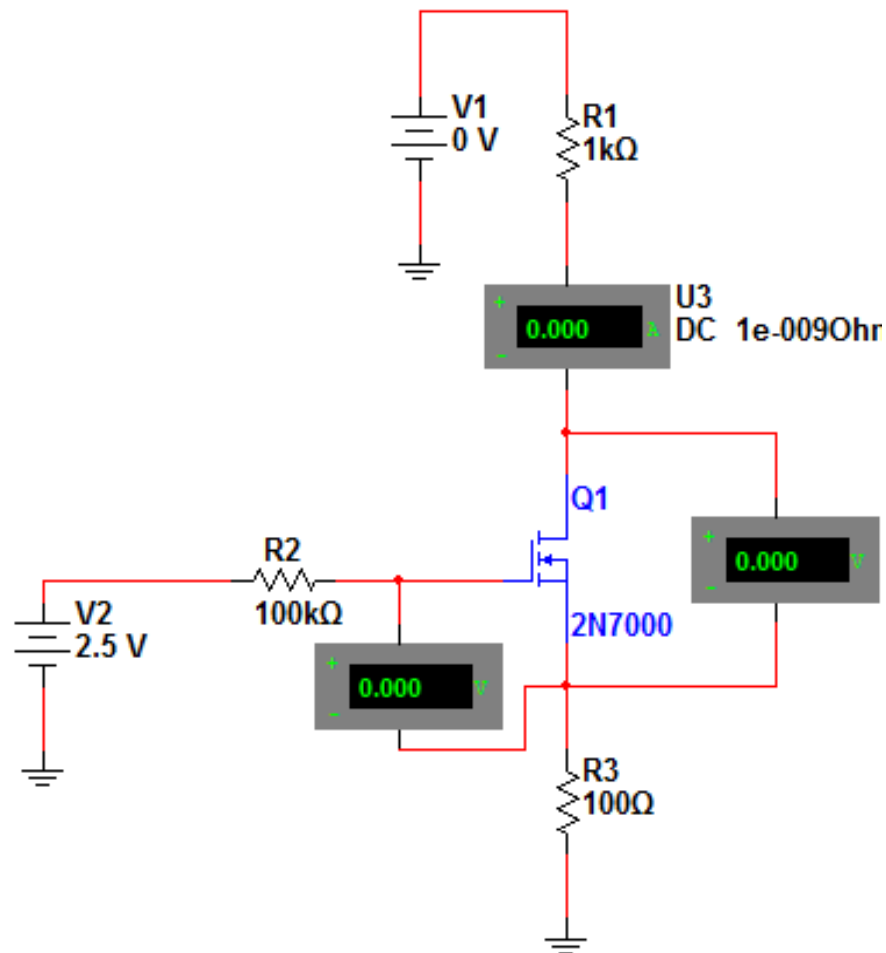 V1
0 V
R1
1kΩ
+
0.000 A
-
U3
DC 1e-009Ohr
Q1
+
0.000 V
-
R2
100kΩ
V2
2.5 V
2N7000
+
0.000 V
-
R3
100Ω